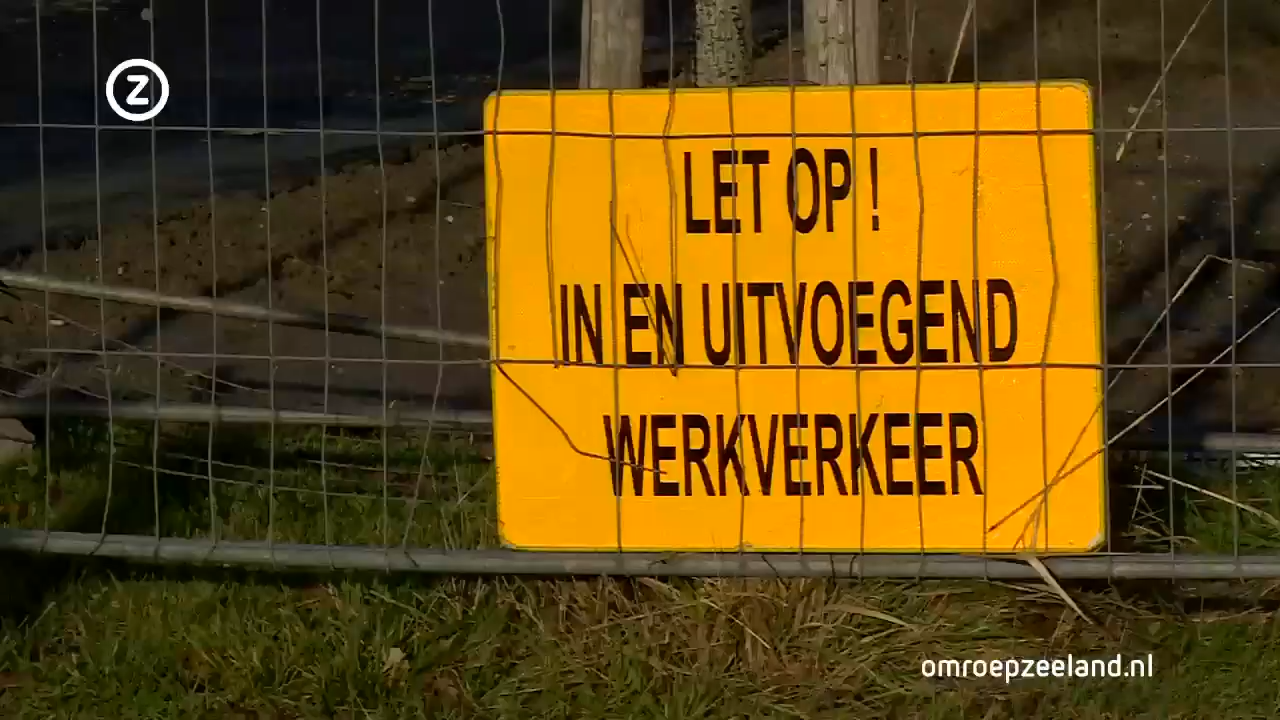 Z
LET OP !
IN EN UITVOEGEND
WERKVERKEER
omroepzeeland.nl